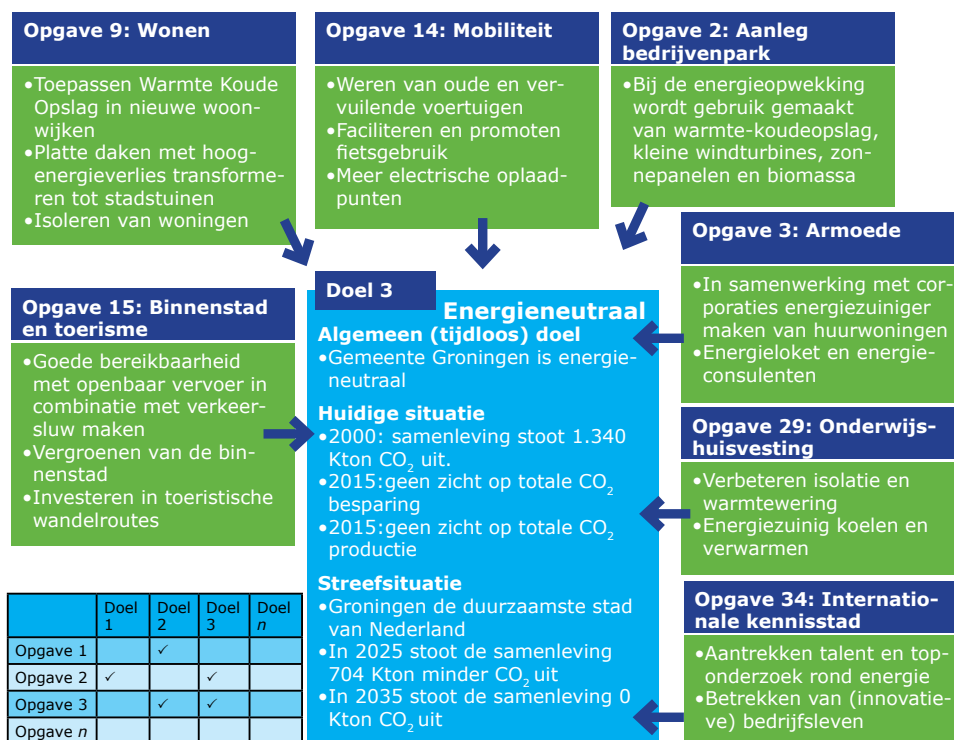 Opgave 9: Wonen
•Toepassen Warmte Koude
Opslag in nieuwe woon-
wijken
•Platte daken met hoog-
energieverlies transforme-
ren tot stadstuinen
•Isoleren van woningen
Opgave 14: Mobiliteit
•Weren van oude en ver-
vuilende voertuigen
•Faciliteren en promoten
fietsgebruik
•Meer electrische oplaad-
punten
Opgave 2: Aanleg
bedrijvenpark
•Bij de energieopwekking
wordt gebruik gemaakt
van warmte-koudeopslag,
kleine windturbines, zon-
nepanelen en biomassa
Opgave 3: Armoede
•In samenwerking met cor-
poraties energiezuiniger
maken van huurwoningen
•Energieloket en energie-
consulenten
Opgave 15: Binnenstad
en toerisme
•Goede bereikbaarheid
met openbaar vervoer in
combinatie met verkeer-
sluw maken
•Vergroenen van de bin-
nenstad
•Investeren in toeristische
wandelroutes
Doel 3
Energieneutraal
Algemeen (tijdloos) doel
•Gemeente Groningen is energie-
neutraal
Huidige situatie
•2000: samenleving stoot 1.340
Kton CO2 uit.
•2015:geen zicht op totale CO2
besparing
•2015:geen zicht op totale CO2
productie
Streefsituatie
•Groningen de duurzaamste stad
van Nederland
•In 2025 stoot de samenleving
704 Kton minder CO2 uit
•In 2035 stoot de samenleving 0
Kton CO2 uit
Opgave 29: Onderwijs-
huisvesting
•Verbeteren isolatie en
warmtewering
•Energiezuinig koelen en
verwarmen
Opgave 34: Internatio-
nale kennisstad
•Aantrekken talent en top-
onderzoek rond energie
•Betrekken van (innovatie-
ve) bedrijfsleven
Doel 1 Doel 2 Doel 3 Doel n
Opgave 1 ✓
Opgave 2 ✓ ✓
Opgave 3 ✓ ✓
Opgave n